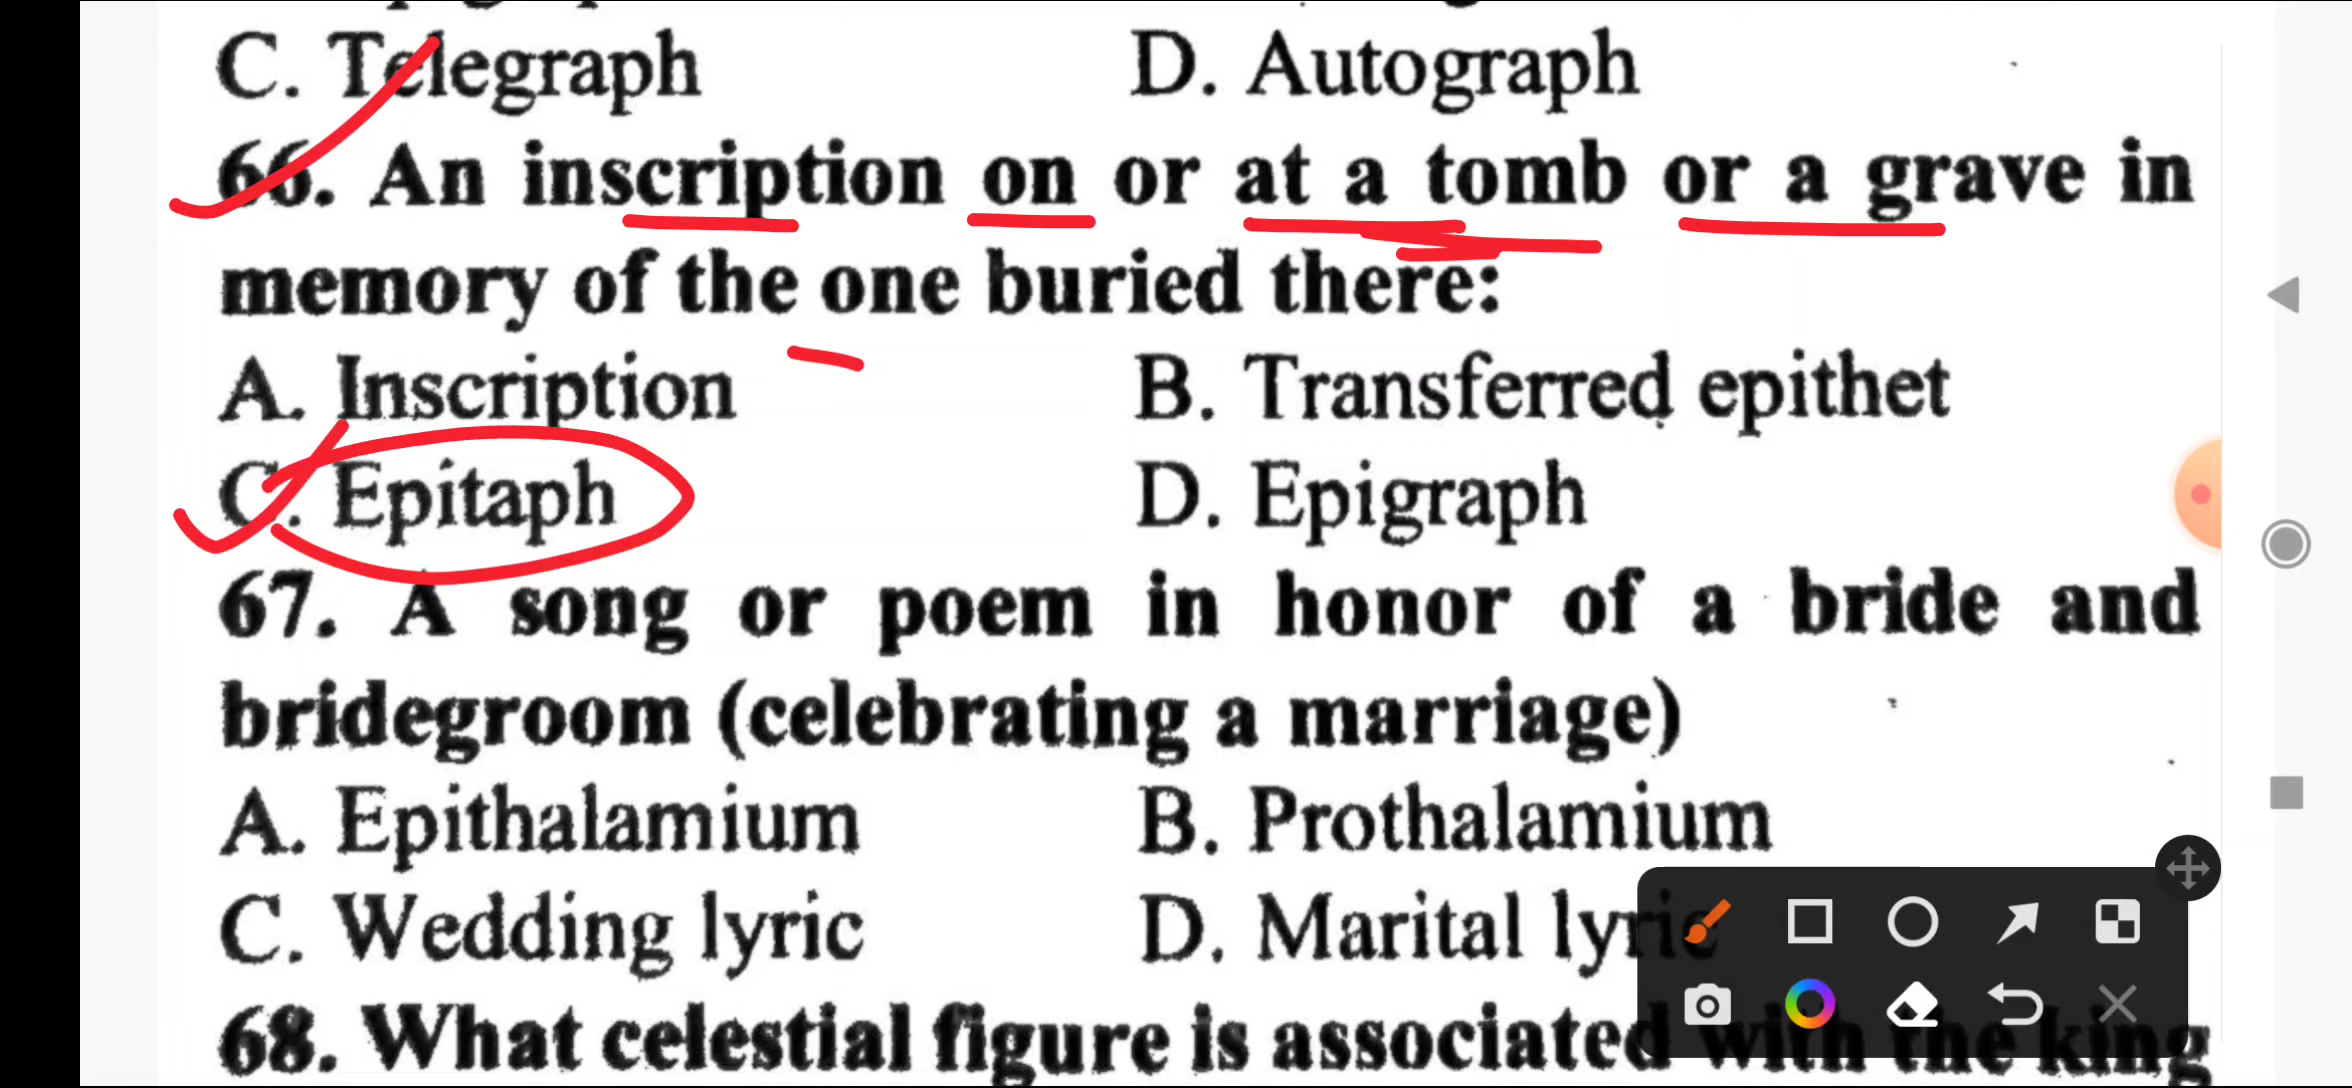 C. Telegraph D. Autograph
66. An inscription on or at a tomb or a grave in
memory of the one buried there:
A. Inscription B. Transferred epithet
C. Epitaph D. Epigraph
67. A song or poem in honor of a bride and
bridegroom (celebrating a marriage)
A. Epithalamium B. Prothalamium
C. Wedding lyric D. Marital lyric
68. What celestial figure is associated with the king